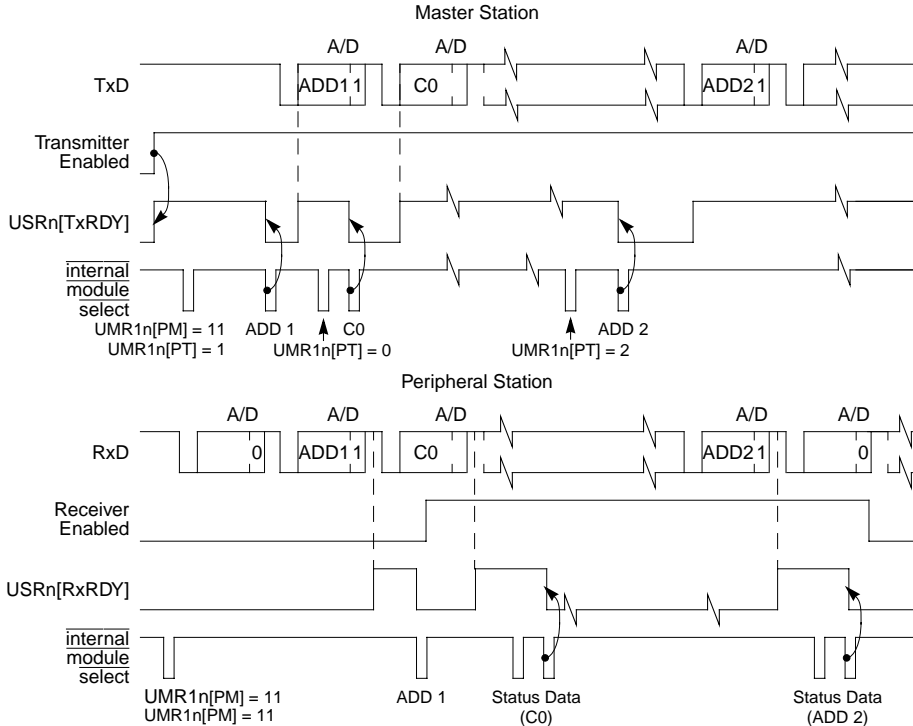 Master Station
A/D A/D A/D
TxD ADD1 1 C0 ADD2 1
Transmitter
Enabled
USRn[TxRDY]
internal
module
select
UMR1n[PM] = 11 ADD 1 C0 ADD 2
UMR1n[PT] = 1 UMR1n[PT] = 0 UMR1n[PT] = 2
Peripheral Station
A/D A/D A/D A/D A/D
RxD 0 ADD1 1 C0 ADD2 1 0
Receiver
Enabled
USRn[RxRDY]
internal
module
select
UMR1n[PM] = 11 ADD 1 Status Data Status Data
UMR1n[PM] = 11 (C0) (ADD 2)